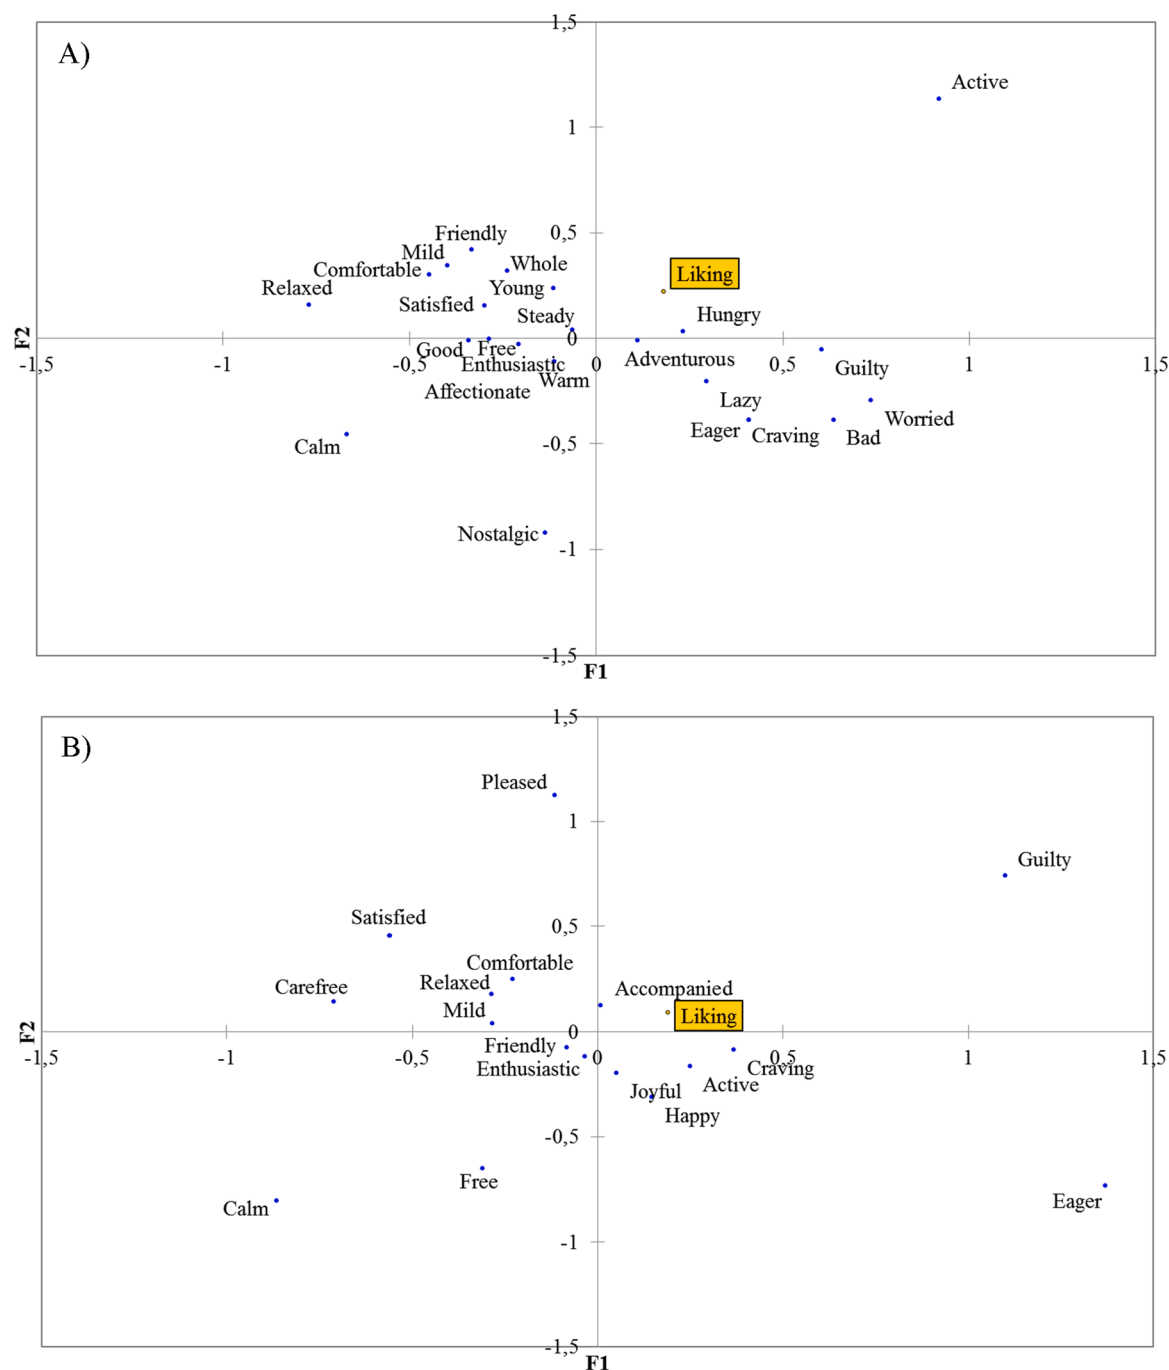 1,5
A)
Active
1
Friendly
0,5
Mild
Whole
Comfortable
Liking
Relaxed
Young
Satisfied
Hungry
Steady
F2
0
Good
Free
Adventurous
-1,5
-1
-0,5
Enthusiastic
0
0,5
Guilty
1
1,5
Warm
Affectionate
Lazy
Worried
Eager
Craving
Bad
-0,5
Calm
Nostalgic
-1
-1,5
F1
1,5
B)
Pleased
1
Guilty
Satisfied
0,5
Comfortable
Relaxed
Carefree
Accompanied
Mild
Liking
F2
0
Friendly
-1,5
-1
-0,5
0
0,5
1
1,5
Enthusiastic
Craving
Active
Joyful
Happy
-0,5
Free
Eager
Calm
-1
-1,5
F1